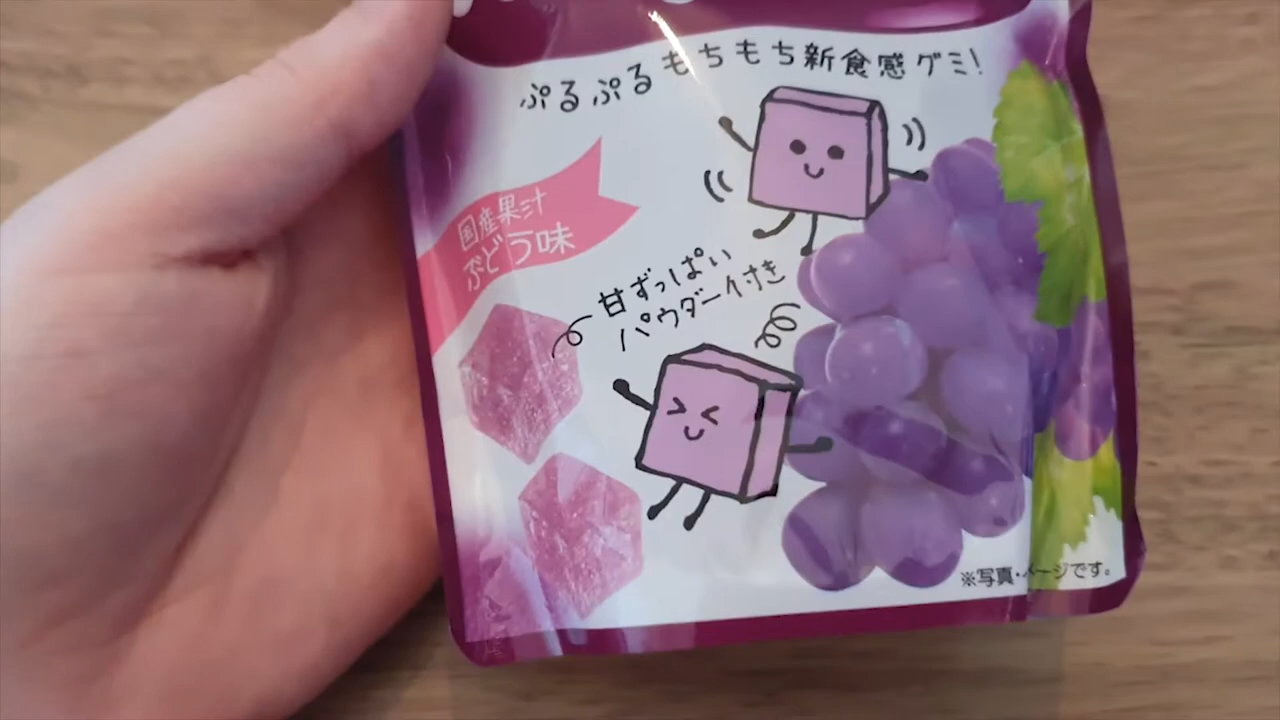 ぷるぷるもちもち新食感グミ!
国産果汁
ぶどう味
甘ずっぱい
パウダー付き
※写真・ージです。